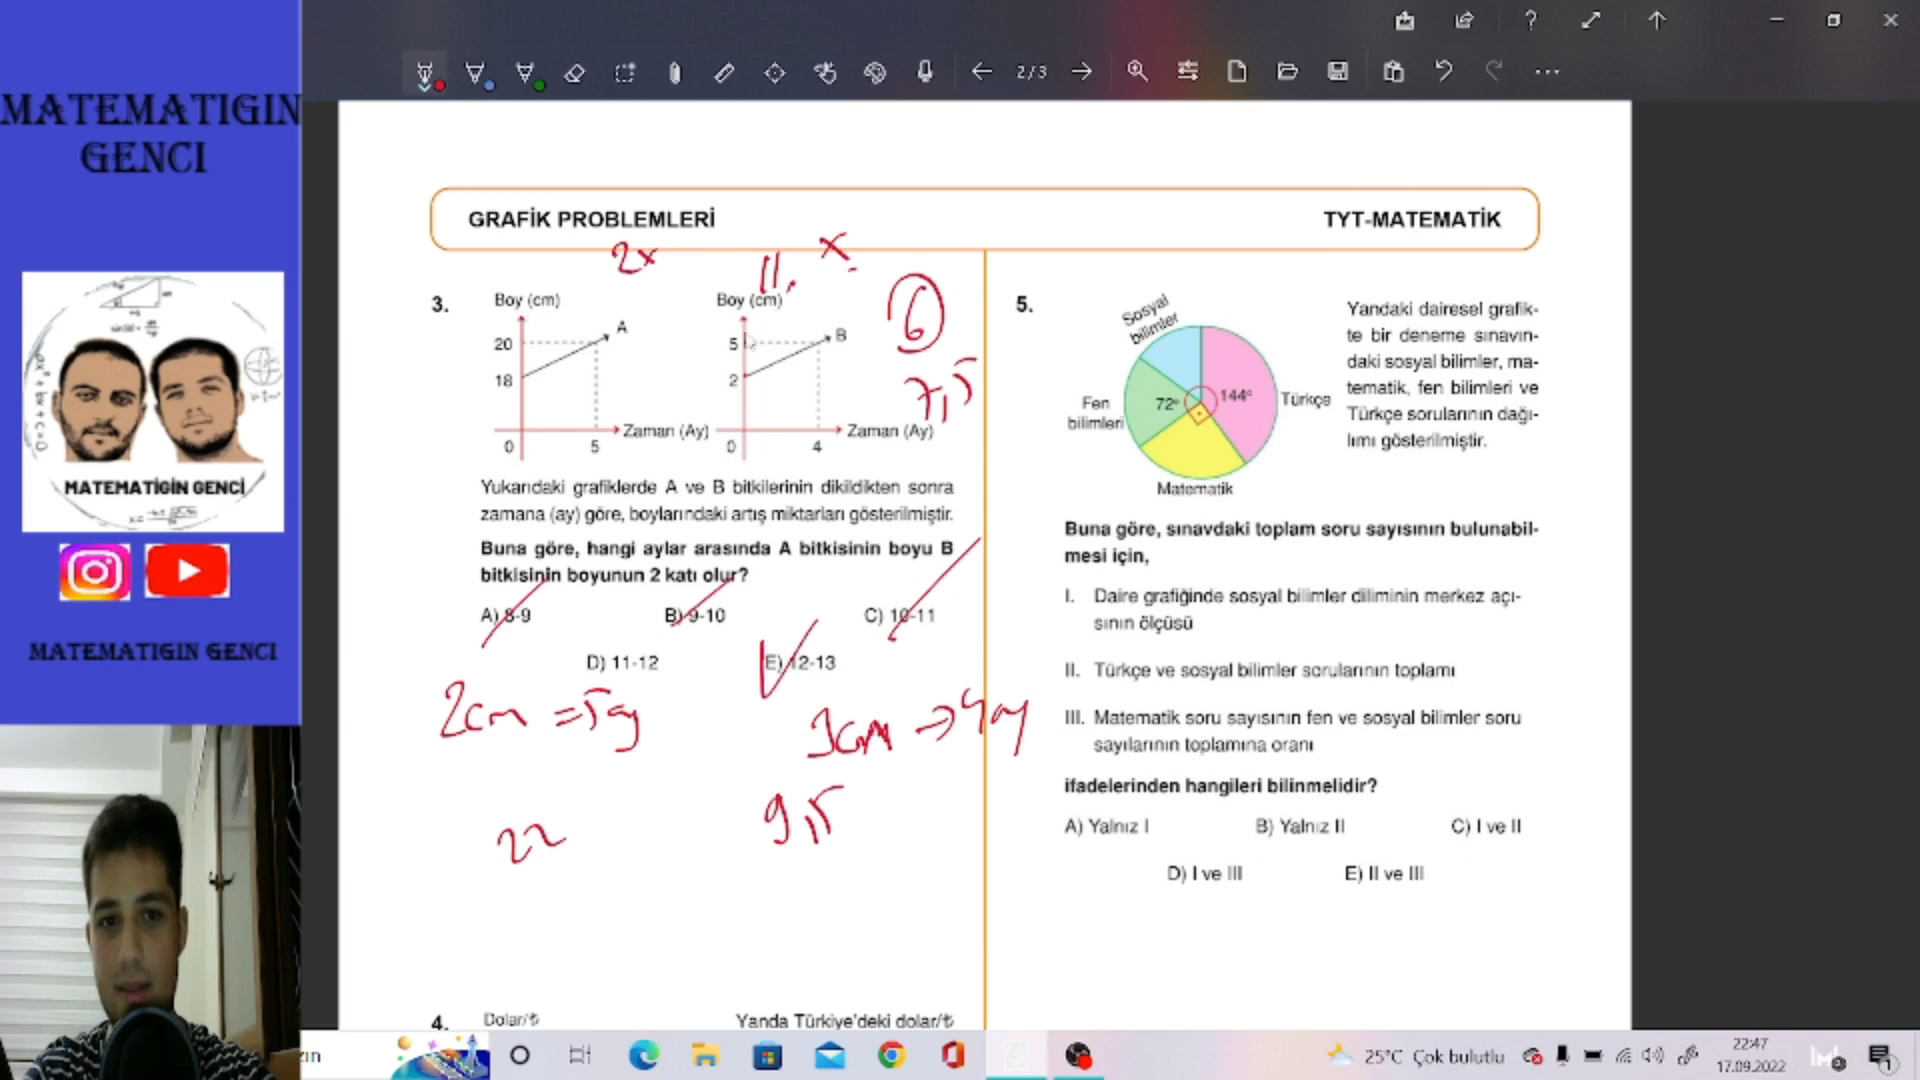 MATEMATIGIN
GENCI
MATEMATİGİN GENCİ
MATEMATIGIN GENCI
2/3
GRAFİK PROBLEMLERİ
TYT-MATEMATİK
2x
11.
x
6
7,5
3.
Boy (cm)
20
18
0
5
A
Zaman (Ay)
Boy (cm)
5
2
0
4
B
Zaman (Ay)
Yukarıdaki grafiklerde A ve B bitkilerinin dikildikten sonra
zamana (ay) göre, boylarındaki artış miktarları gösterilmiştir.
Buna göre, hangi aylar arasında A bitkisinin boyu B
bitkisinin boyunun 2 katı olur?
A) 8-9
B) 9-10
C) 10-11
D) 11-12
E) 12-13
2cm = 5ay
3cm → 4ay
22
9,5
4.
Dolar/₺
Yanda Türkiye'deki dolar/₺
5.
Sosyal
bilimler
Fen
bilimleri
72°
144°
Türkçe
Matematik
Yandaki dairesel grafik-
te bir deneme sınavın-
daki sosyal bilimler, ma-
tematik, fen bilimleri ve
Türkçe sorularının dağı-
lımı gösterilmiştir.
Buna göre, sınavdaki toplam soru sayısının bulunabil-
mesi için,
I. Daire grafiğinde sosyal bilimler diliminin merkez açı-
sının ölçüsü
II. Türkçe ve sosyal bilimler sorularının toplamı
III. Matematik soru sayısının fen ve sosyal bilimler soru
sayılarının toplamına oranı
ifadelerinden hangileri bilinmelidir?
A) Yalnız I
B) Yalnız II
C) I ve II
D) I ve III
E) II ve III
25°C Çok bulutlu
22:47
17.09.2022